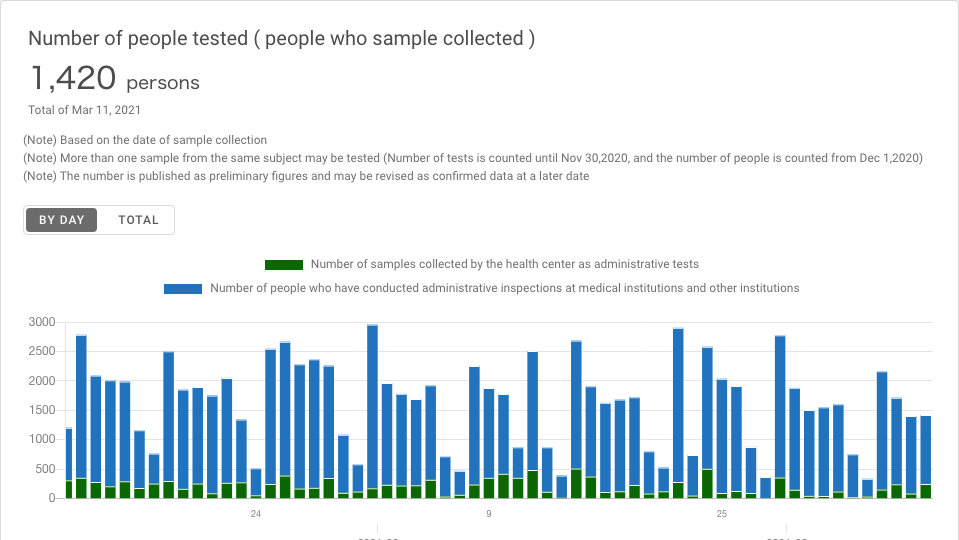 Number of people tested ( people who sample collected )
1,420 persons
Total of Mar 11, 2021
(Note) Based on the date of sample collection
(Note) More than one sample from the same subject may be tested (Number of tests is counted until Nov 30,2020, and the number of people is counted from Dec 1,2020)
(Note) The number is published as preliminary figures and may be revised as confirmed data at a later date
BY DAY TOTAL
Number of samples collected by the health center as administrative tests
Number of people who have conducted administrative inspections at medical institutions and other institutions
3000
2500
2000
1500
1000
500
0
24 9 25